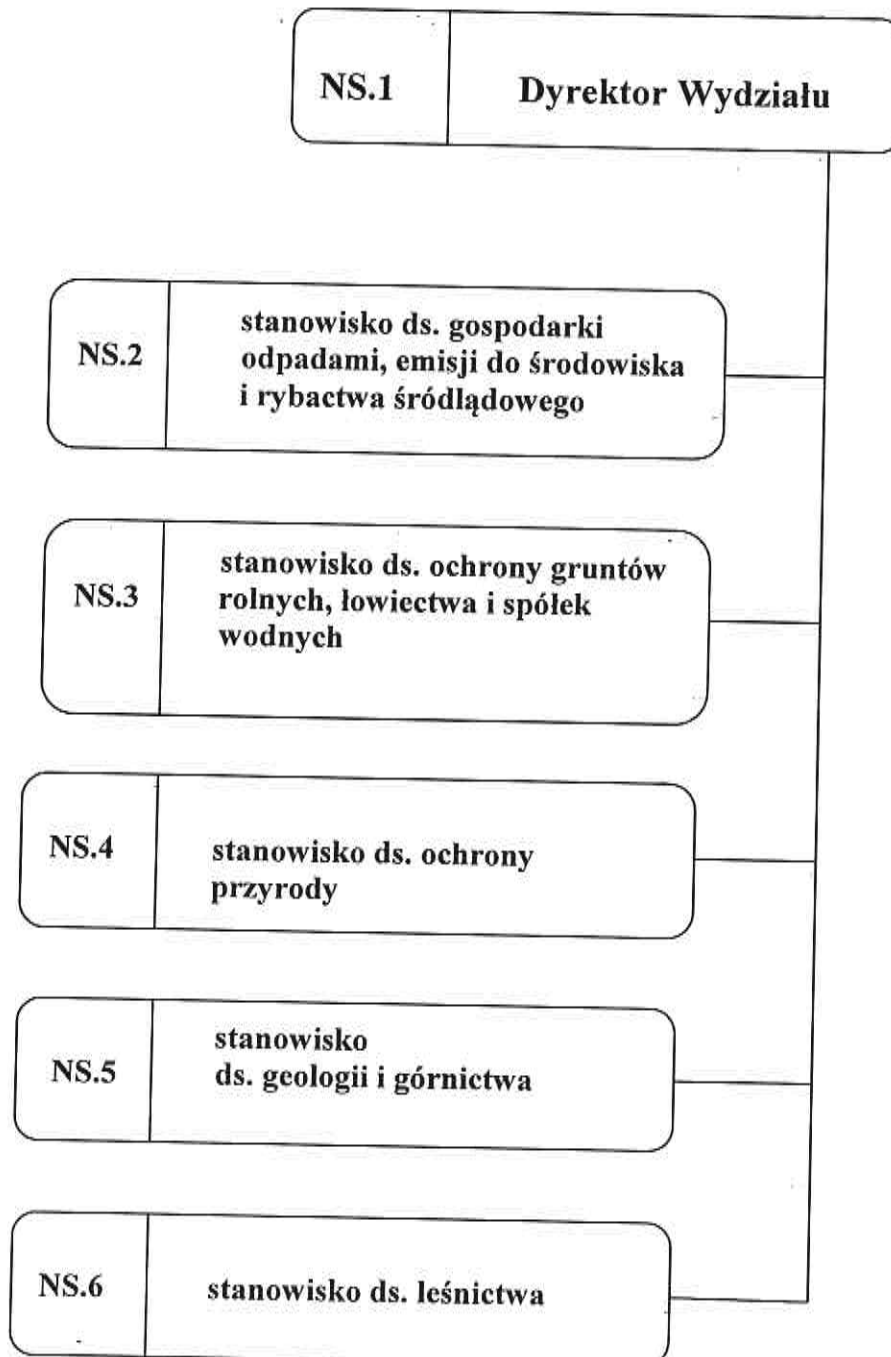 NS.1 Dyrektor Wydziału
NS.2
stanowisko ds. gospodarki
odpadami, emisji do środowiska
i rybactwa śródlądowego
NS.3
stanowisko ds. ochrony gruntów
rolnych, łowiectwa i spółek
wodnych
NS.4
stanowisko ds. ochrony
przyrody
NS.5
stanowisko
ds. geologii i górnictwa
NS.6 stanowisko ds. leśnictwa